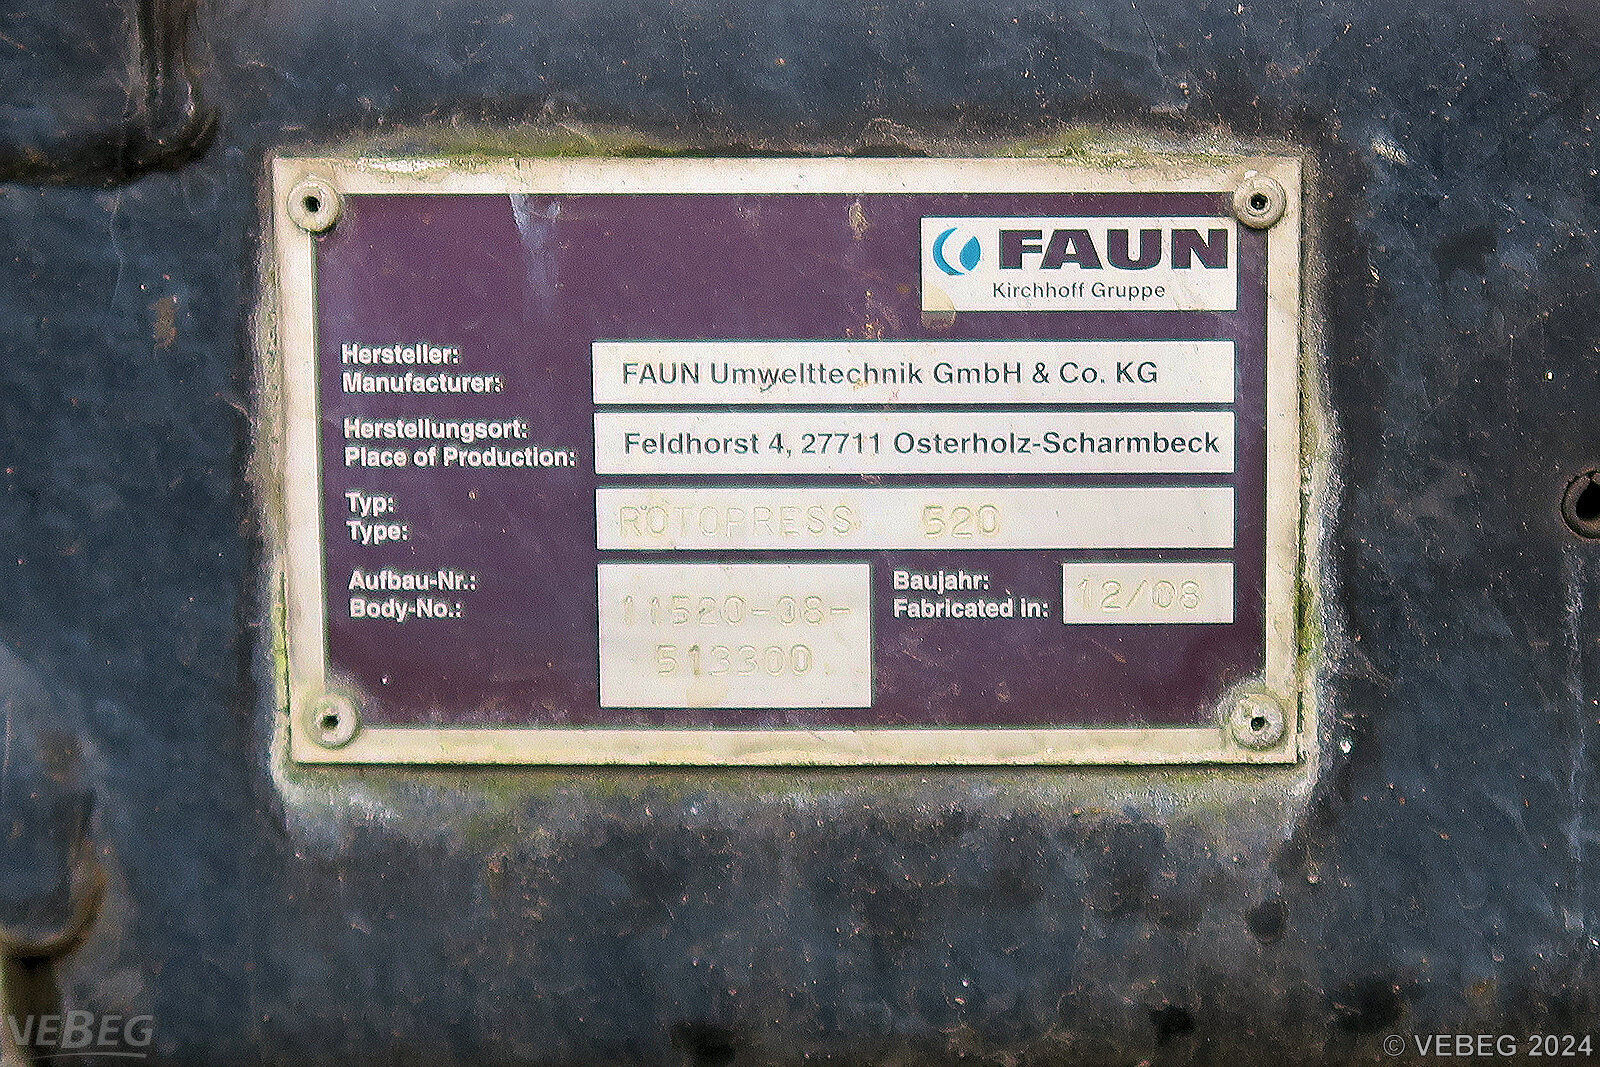 FAUN
Kirchhoff Gruppe
Hersteller:
Manufacturer:
FAUN Umwelttechnik GmbH & Co. KG
Herstellungsort:
Place of Production:
Feldhorst 4, 27711 Osterholz-Scharmbeck
Typ:
Type:
ROTOPRESS 520
Aufbau-Nr.:
Body-No.:
11520-08-
513300.
Baujahr:
Fabricated in:
12/08
VEBEG
© VEBEG 2024